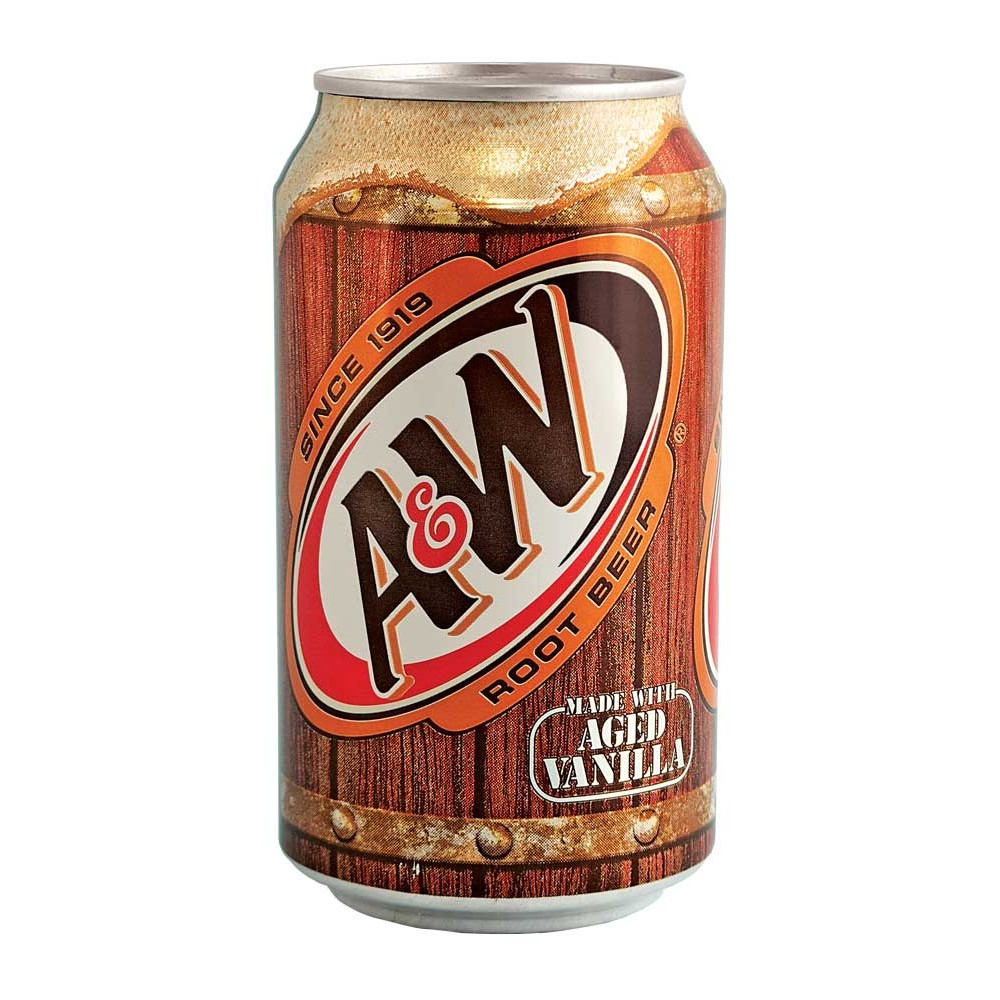 SINCE 1919
A&W
®
ROOT BEER
MADE WITH
AGED
VANILLA